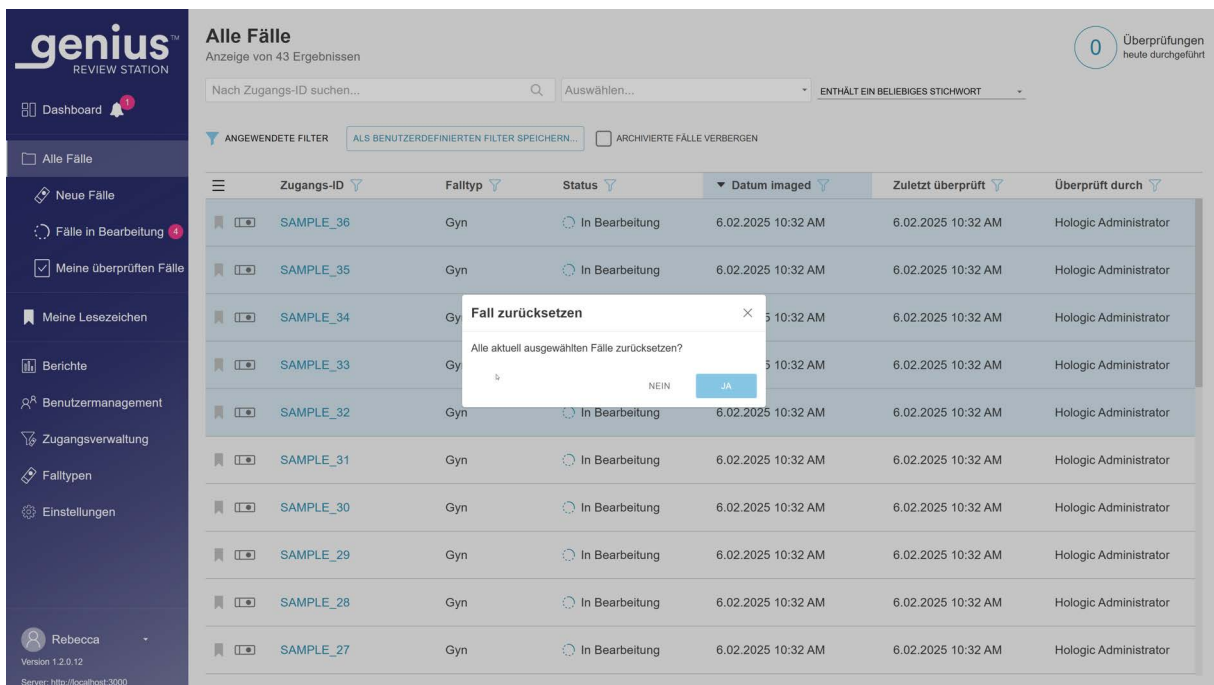 genius™
REVIEW STATION
Dashboard 1
Alle Fälle
Neue Fälle
Fälle in Bearbeitung 4
Meine überprüften Fälle
Meine Lesezeichen
Berichte
Benutzermanagement
Zugangsverwaltung
Falltypen
Einstellungen
Rebecca
Version 1.2.0.12
Server: http://localhost:3000
Alle Fälle
Anzeige von 43 Ergebnissen
0 Überprüfungen
heute durchgeführt
Nach Zugangs-ID suchen... Auswählen... ENTHÄLT EIN BELIEBIGES STICHWORT
ANGEWENDETE FILTER ALS BENUTZERDEFINIERTEN FILTER SPEICHERN... ARCHIVIERTE FÄLLE VERBERGEN
Zugangs-ID Falltyp Status Datum imaged Zuletzt überprüft Überprüft durch
SAMPLE_36 Gyn In Bearbeitung 6.02.2025 10:32 AM 6.02.2025 10:32 AM Hologic Administrator
SAMPLE_35 Gyn In Bearbeitung 6.02.2025 10:32 AM 6.02.2025 10:32 AM Hologic Administrator
SAMPLE_34 Gy 5 10:32 AM 6.02.2025 10:32 AM Hologic Administrator
SAMPLE_33 Gy 5 10:32 AM 6.02.2025 10:32 AM Hologic Administrator
SAMPLE_32 Gyn In Bearbeitung 6.02.2025 10:32 AM 6.02.2025 10:32 AM Hologic Administrator
SAMPLE_31 Gyn In Bearbeitung 6.02.2025 10:32 AM 6.02.2025 10:32 AM Hologic Administrator
SAMPLE_30 Gyn In Bearbeitung 6.02.2025 10:32 AM 6.02.2025 10:32 AM Hologic Administrator
SAMPLE_29 Gyn In Bearbeitung 6.02.2025 10:32 AM 6.02.2025 10:32 AM Hologic Administrator
SAMPLE_28 Gyn In Bearbeitung 6.02.2025 10:32 AM 6.02.2025 10:32 AM Hologic Administrator
SAMPLE_27 Gyn In Bearbeitung 6.02.2025 10:32 AM 6.02.2025 10:32 AM Hologic Administrator
Fall zurücksetzen
Alle aktuell ausgewählten Fälle zurücksetzen?
NEIN JA